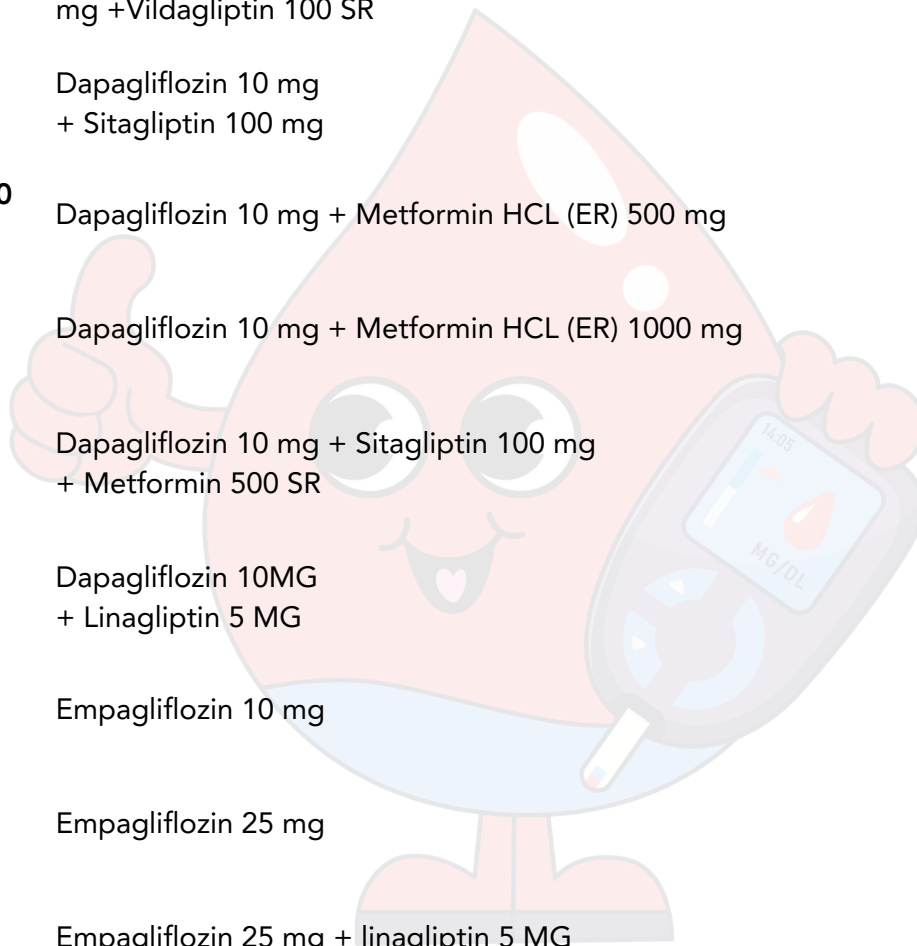 mg +Vildagliptin 100 SR
Dapagliflozin 10 mg
+ Sitagliptin 100 mg
0
Dapagliflozin 10 mg + Metformin HCL (ER) 500 mg
Dapagliflozin 10 mg + Metformin HCL (ER) 1000 mg
14:05
Dapagliflozin 10 mg + Sitagliptin 100 mg
+ Metformin 500 SR
MG/DL
Dapagliflozin 10MG
+ Linagliptin 5 MG
Empagliflozin 10 mg
Empagliflozin 25 mg
Empagliflozin 25 mg + linagliptin 5 MG